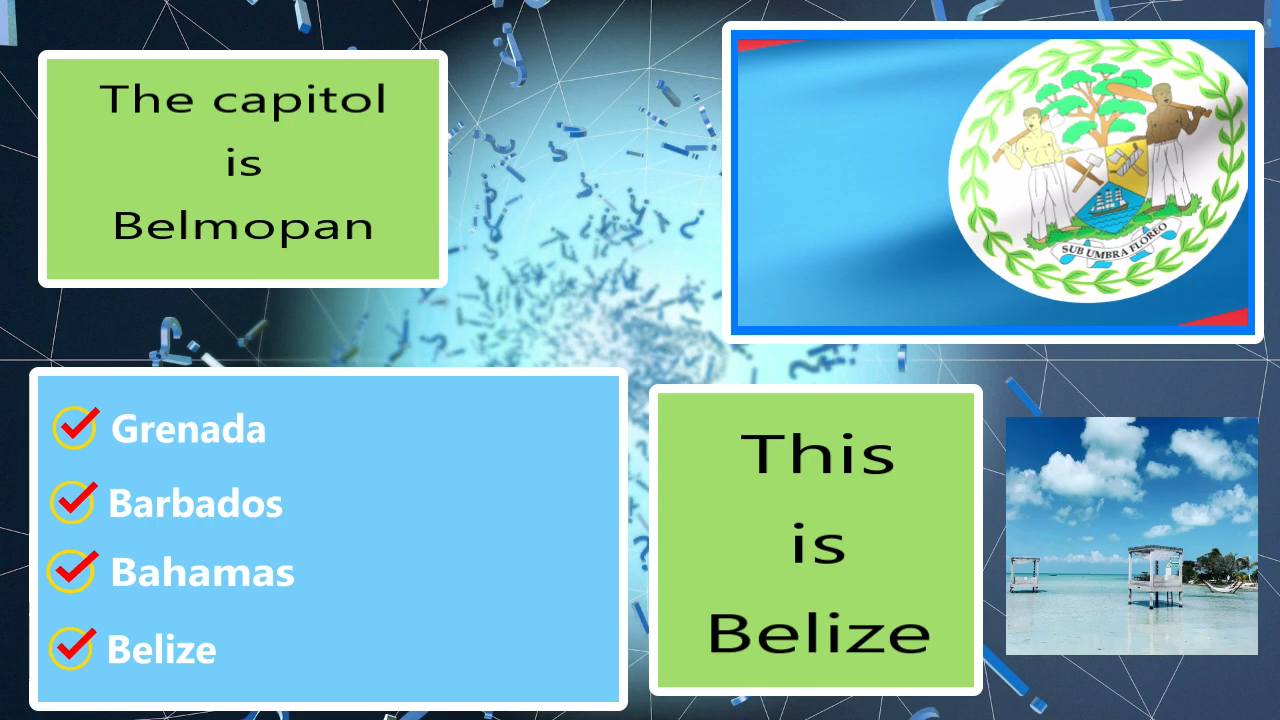 The capitol
is
Belmopan
SUB UMBRA FLOREO
Grenada
Barbados
Bahamas
Belize
This
is
Belize